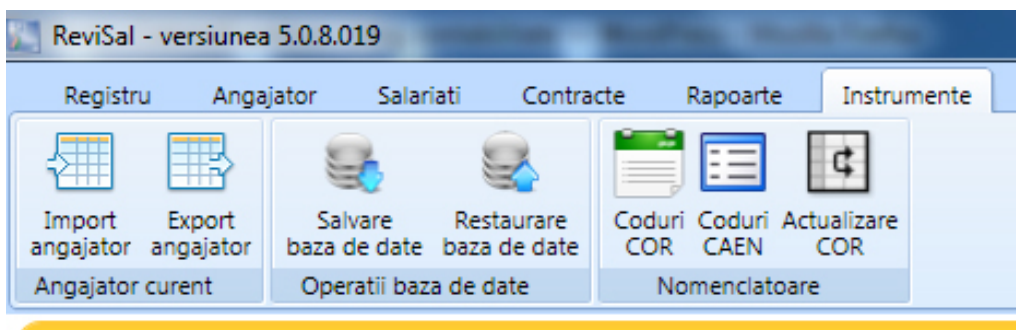 ReviSal - versiunea 5.0.8.019
Registru Angajator Salariati Contracte Rapoarte Instrumente
Import angajator Export angajator Salvare baza de date Restaurare baza de date Coduri COR Coduri CAEN Actualizare COR
Angajator curent Operatii baza de date Nomenclatoare